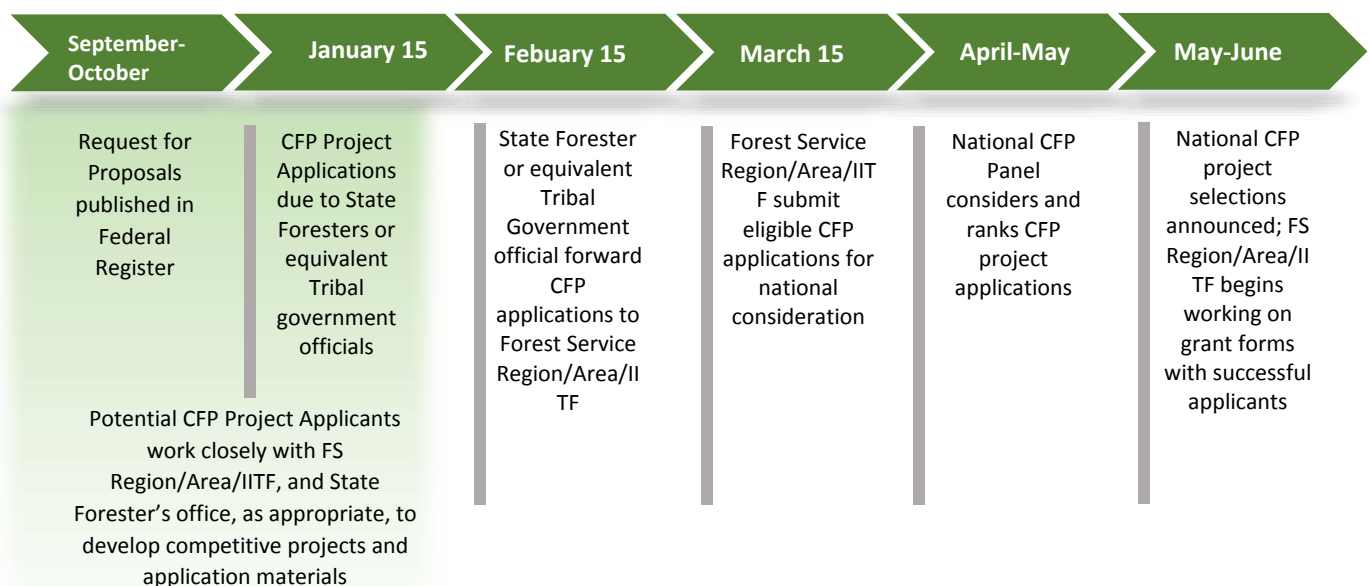 September-
October
January 15
Febuary 15
March 15
April-May
May-June
Request for
Proposals
published in
Federal
Register
CFP Project
Applications
due to State
Foresters or
equivalent
Tribal
government
officials
State Forester
or equivalent
Tribal
Government
official forward
CFP
applications to
Forest Service
Region/Area/II
TF
Forest Service
Region/Area/IIT
F submit
eligible CFP
applications for
national
consideration
National CFP
Panel
considers and
ranks CFP
project
applications
National CFP
project
selections
announced; FS
Region/Area/II
TF begins
working on
grant forms
with successful
applicants
Potential CFP Project Applicants
work closely with FS
Region/Area/IITF, and State
Forester’s office, as appropriate, to
develop competitive projects and
application materials